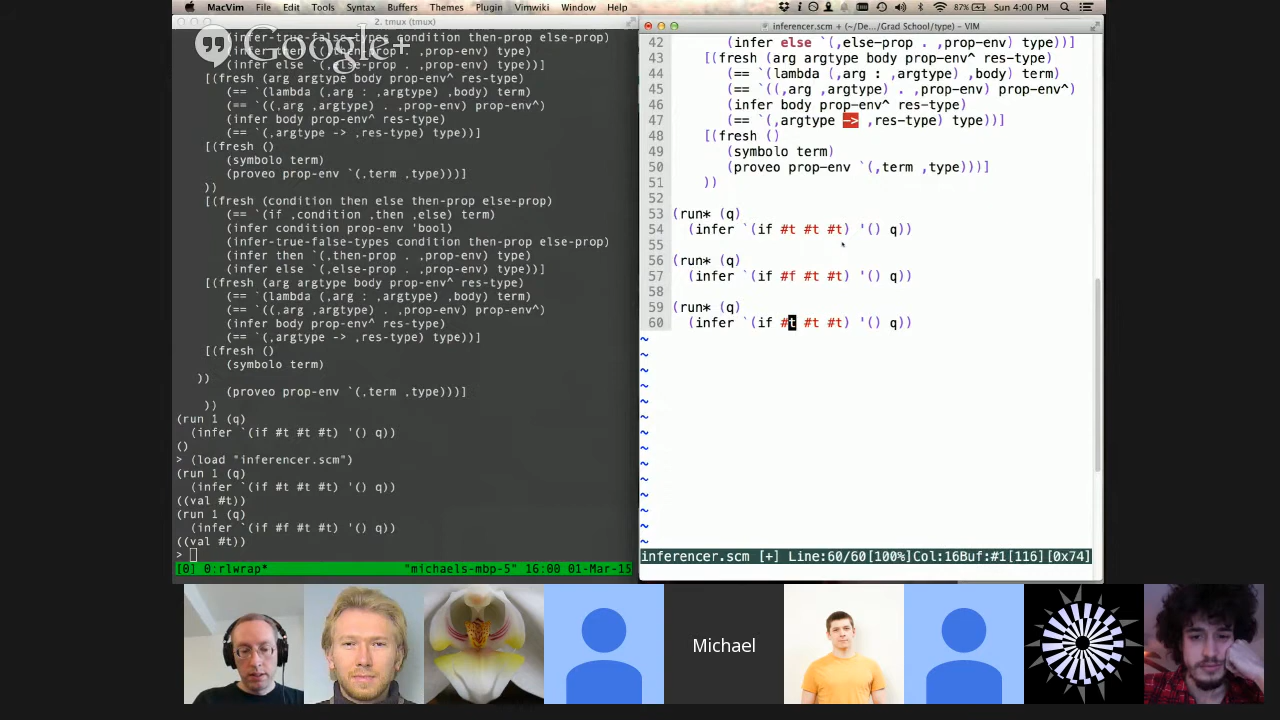 MacVim File Edit Tools Syntax Buffers Themes Plugin Vimwiki Window Help 87% Sun 4:00 PM
2. tmux (tmux)
Google+
(infer-true-false-types condition then-prop else-prop)
(infer else `(,else-prop . ,prop-env) type))]
[(fresh (arg argtype body prop-env^ res-type)
(== `(lambda (,arg : ,argtype) ,body) term)
(== `((,arg ,argtype) . ,prop-env) prop-env^)
(infer body prop-env^ res-type)
(== `(,argtype -> ,res-type) type))]
[(fresh ()
(symbolo term)
(proveo prop-env `(,term ,type)))]
))
[(fresh (condition then else then-prop else-prop)
(== `(if ,condition ,then ,else) term)
(infer condition prop-env 'bool)
(infer-true-false-types condition then-prop else-prop)
(infer then `(,then-prop . ,prop-env) type)
(infer else `(,else-prop . ,prop-env) type))]
[(fresh (arg argtype body prop-env^ res-type)
(== `(lambda (,arg : ,argtype) ,body) term)
(== `((,arg ,argtype) . ,prop-env) prop-env^)
(infer body prop-env^ res-type)
(== `(,argtype -> ,res-type) type))]
[(fresh ()
(symbolo term)
))
(proveo prop-env `(,term ,type)))]
))
(run 1 (q)
(infer `(if #t #t #t) '() q))
()
> (load "inferencer.scm")
(run 1 (q)
(infer `(if #t #t #t) '() q))
((val #t))
(run 1 (q)
(infer `(if #f #t #t) '() q))
((val #t))
>
[0] 0:rlwrap* "michaels-mbp-5" 16:00 01-Mar-15
inferencer.scm + (~/De.../Grad School/type) – VIM
42 (infer else `(,else-prop . ,prop-env) type))]
43 [(fresh (arg argtype body prop-env^ res-type)
44 (== `(lambda (,arg : ,argtype) ,body) term)
45 (== `((,arg ,argtype) . ,prop-env) prop-env^)
46 (infer body prop-env^ res-type)
47 (== `(,argtype -> ,res-type) type))]
48 [(fresh ()
49 (symbolo term)
50 (proveo prop-env `(,term ,type)))]
51 ))
52
53 (run* (q)
54 (infer `(if #t #t #t) '() q))
55
56 (run* (q)
57 (infer `(if #f #t #t) '() q))
58
59 (run* (q)
60 (infer `(if #t #t #t) '() q))
~
~
~
~
~
~
~
~
~
~
~
~
~
~
inferencer.scm [+] Line:60/60[100%]Col:16Buf:#1[116][0x74]
Michael